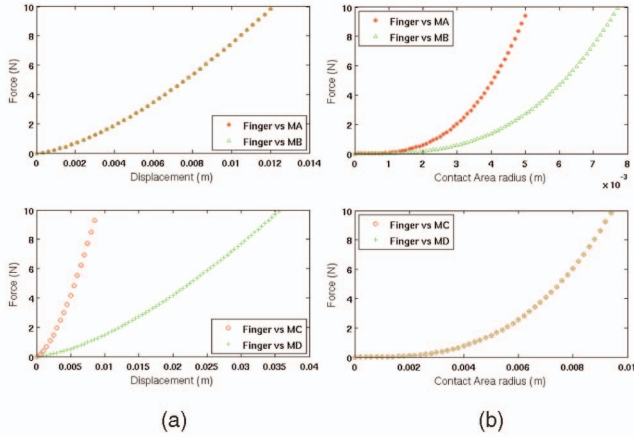 10
8
6
4
2
0
Force (N)
Finger vs MA
Finger vs MB
0 0.002 0.004 0.006 0.008 0.01 0.012 0.014
Displacement (m)
10
8
6
4
2
0
Force (N)
Finger vs MA
Finger vs MB
0 1 2 3 4 5 6 7 8
Contact Area radius (m)
x 10⁻³
10
8
6
4
2
0
Force (N)
Finger vs MC
Finger vs MD
0 0.005 0.01 0.015 0.02 0.025 0.03 0.035 0.04
Displacement (m)
10
8
6
4
2
0
Force (N)
Finger vs MC
Finger vs MD
0 0.002 0.004 0.006 0.008 0.01
Contact Area radius (m)
(a)
(b)